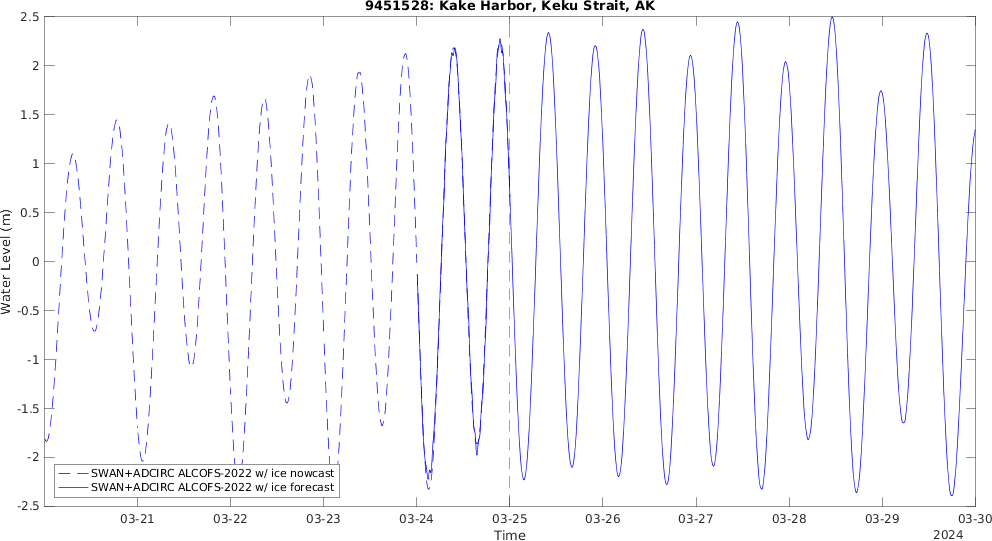 9451528: Kake Harbor, Keku Strait, AK
2.5
2
1.5
1
0.5
0
-0.5
-1
-1.5
-2
-2.5
Water Level (m)
SWAN+ADCIRC ALCOFS-2022 w/ ice nowcast
SWAN+ADCIRC ALCOFS-2022 w/ ice forecast
03-21 03-22 03-23 03-24 03-25 03-26 03-27 03-28 03-29 03-30
Time
2024